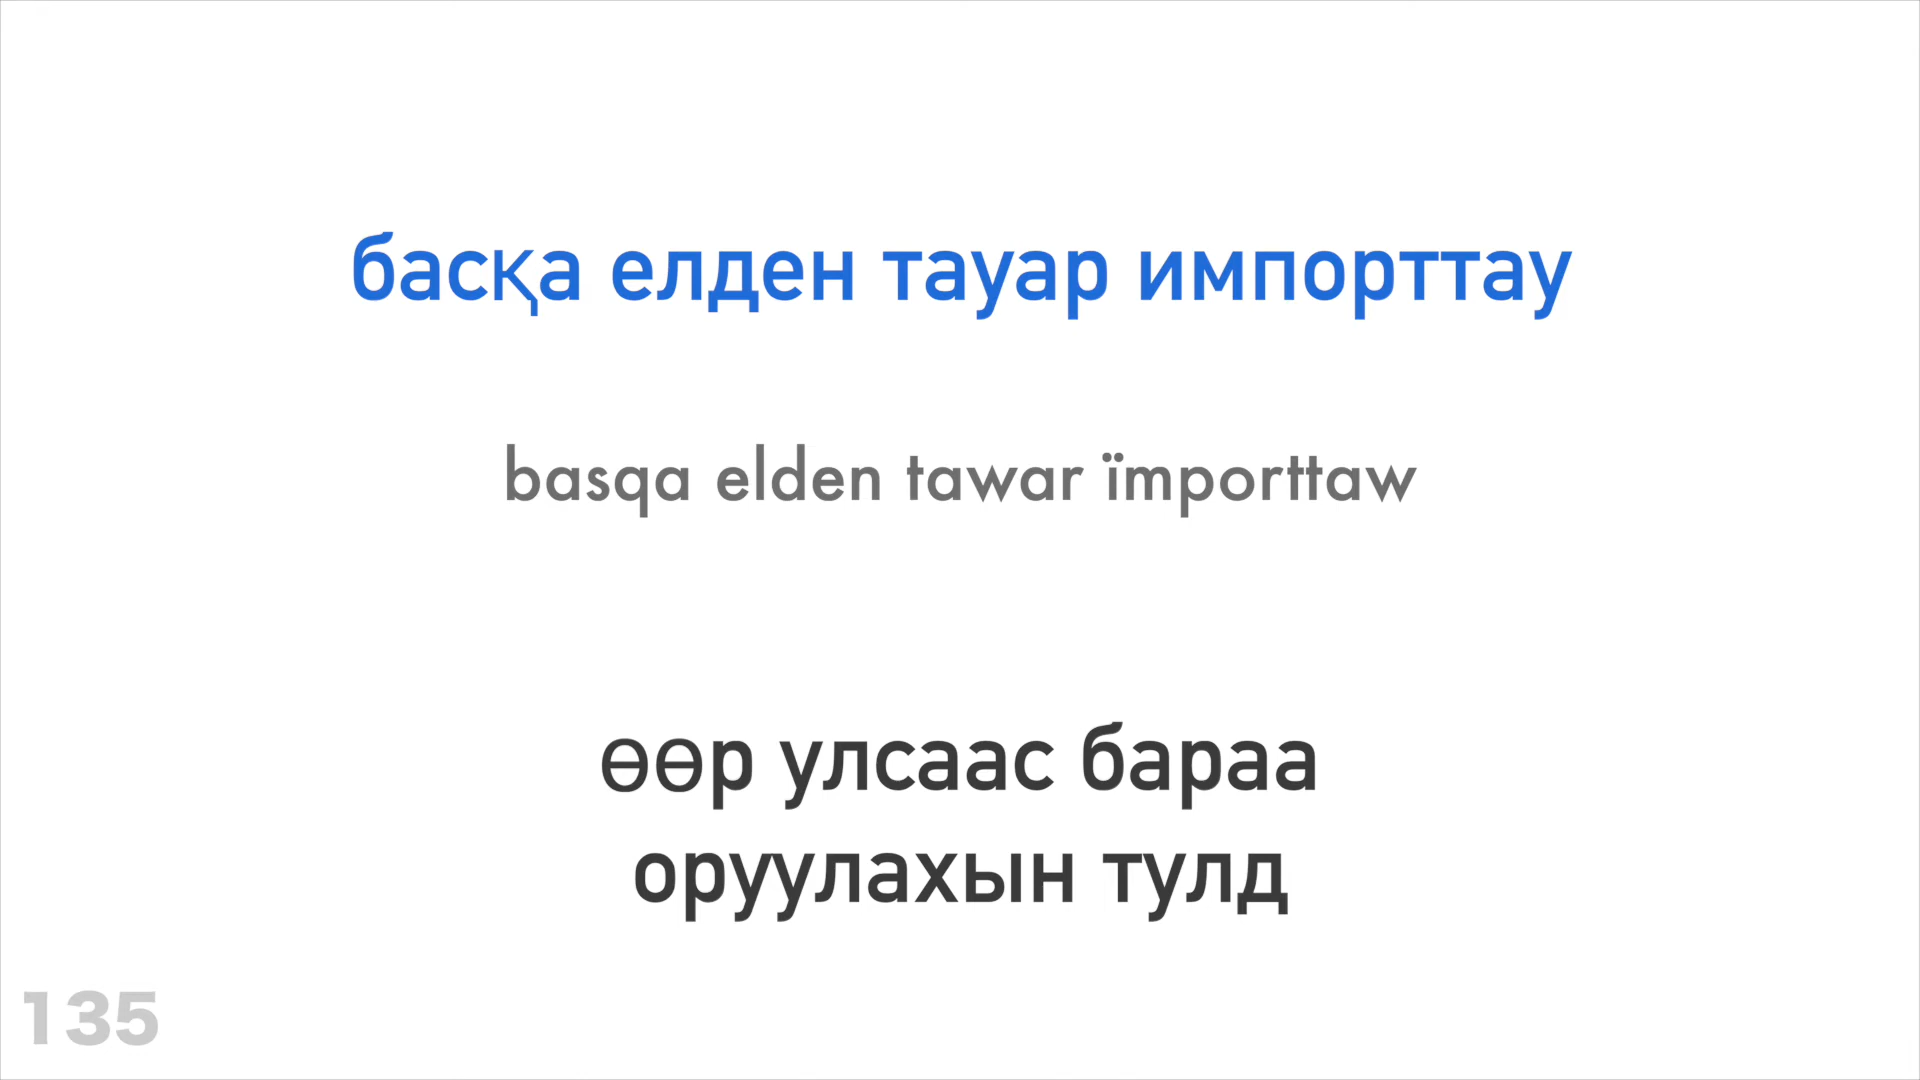 басқа елден тауар импорттау
basqa elden tawar ïmporttaw
өөр улсаас бараа
оруулахын тулд
135